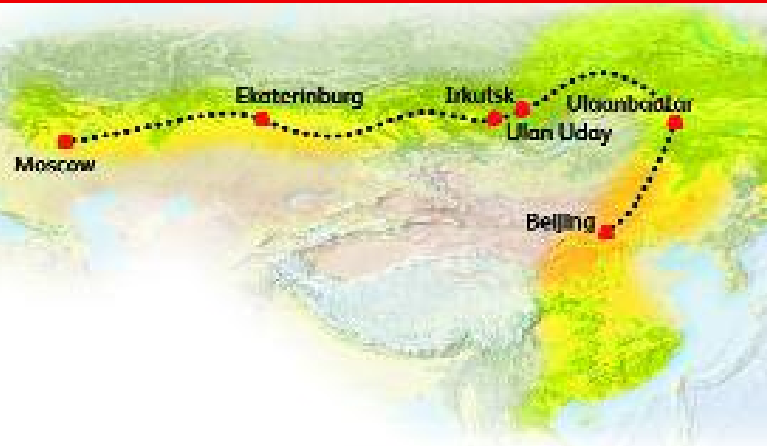 Ekaterinburg
Irkutsk
Ulaanbaatar
Ulan Uday
Moscow
Beijing